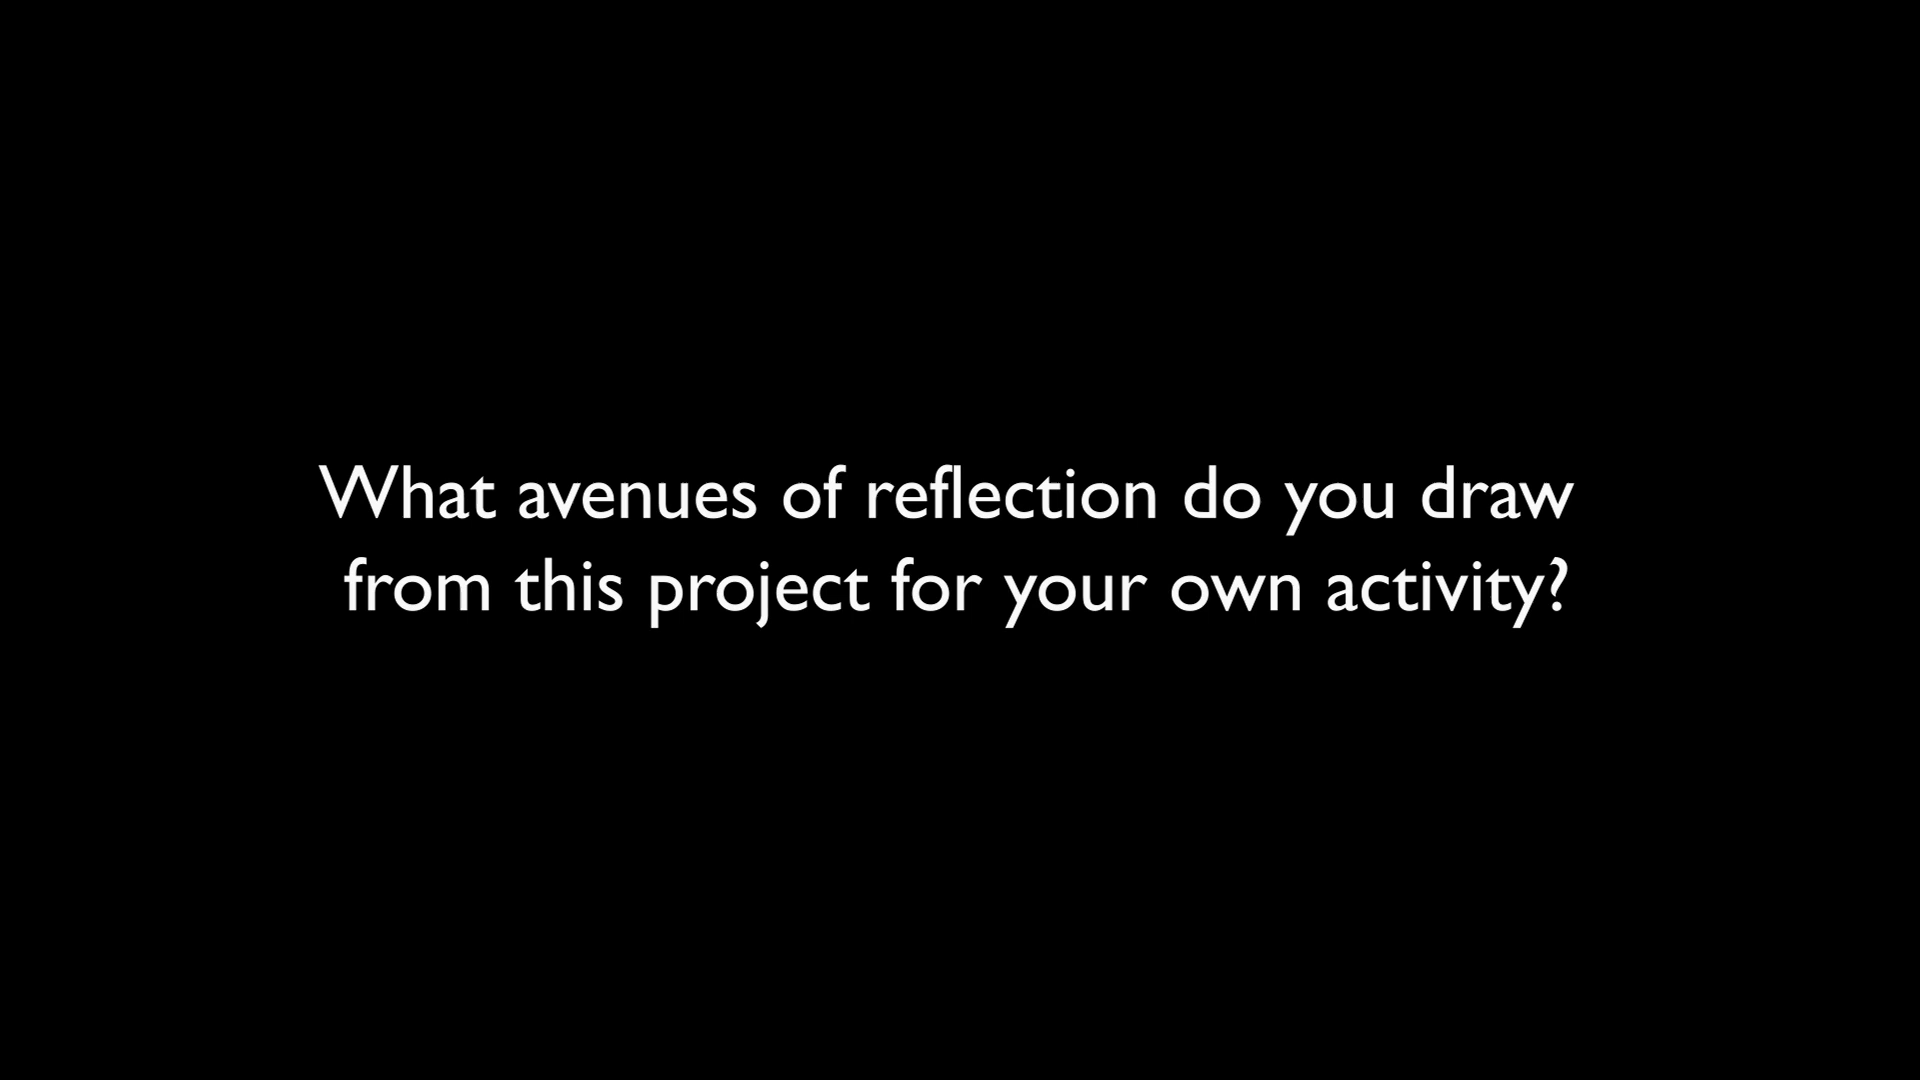 What avenues of reflection do you draw
from this project for your own activity?